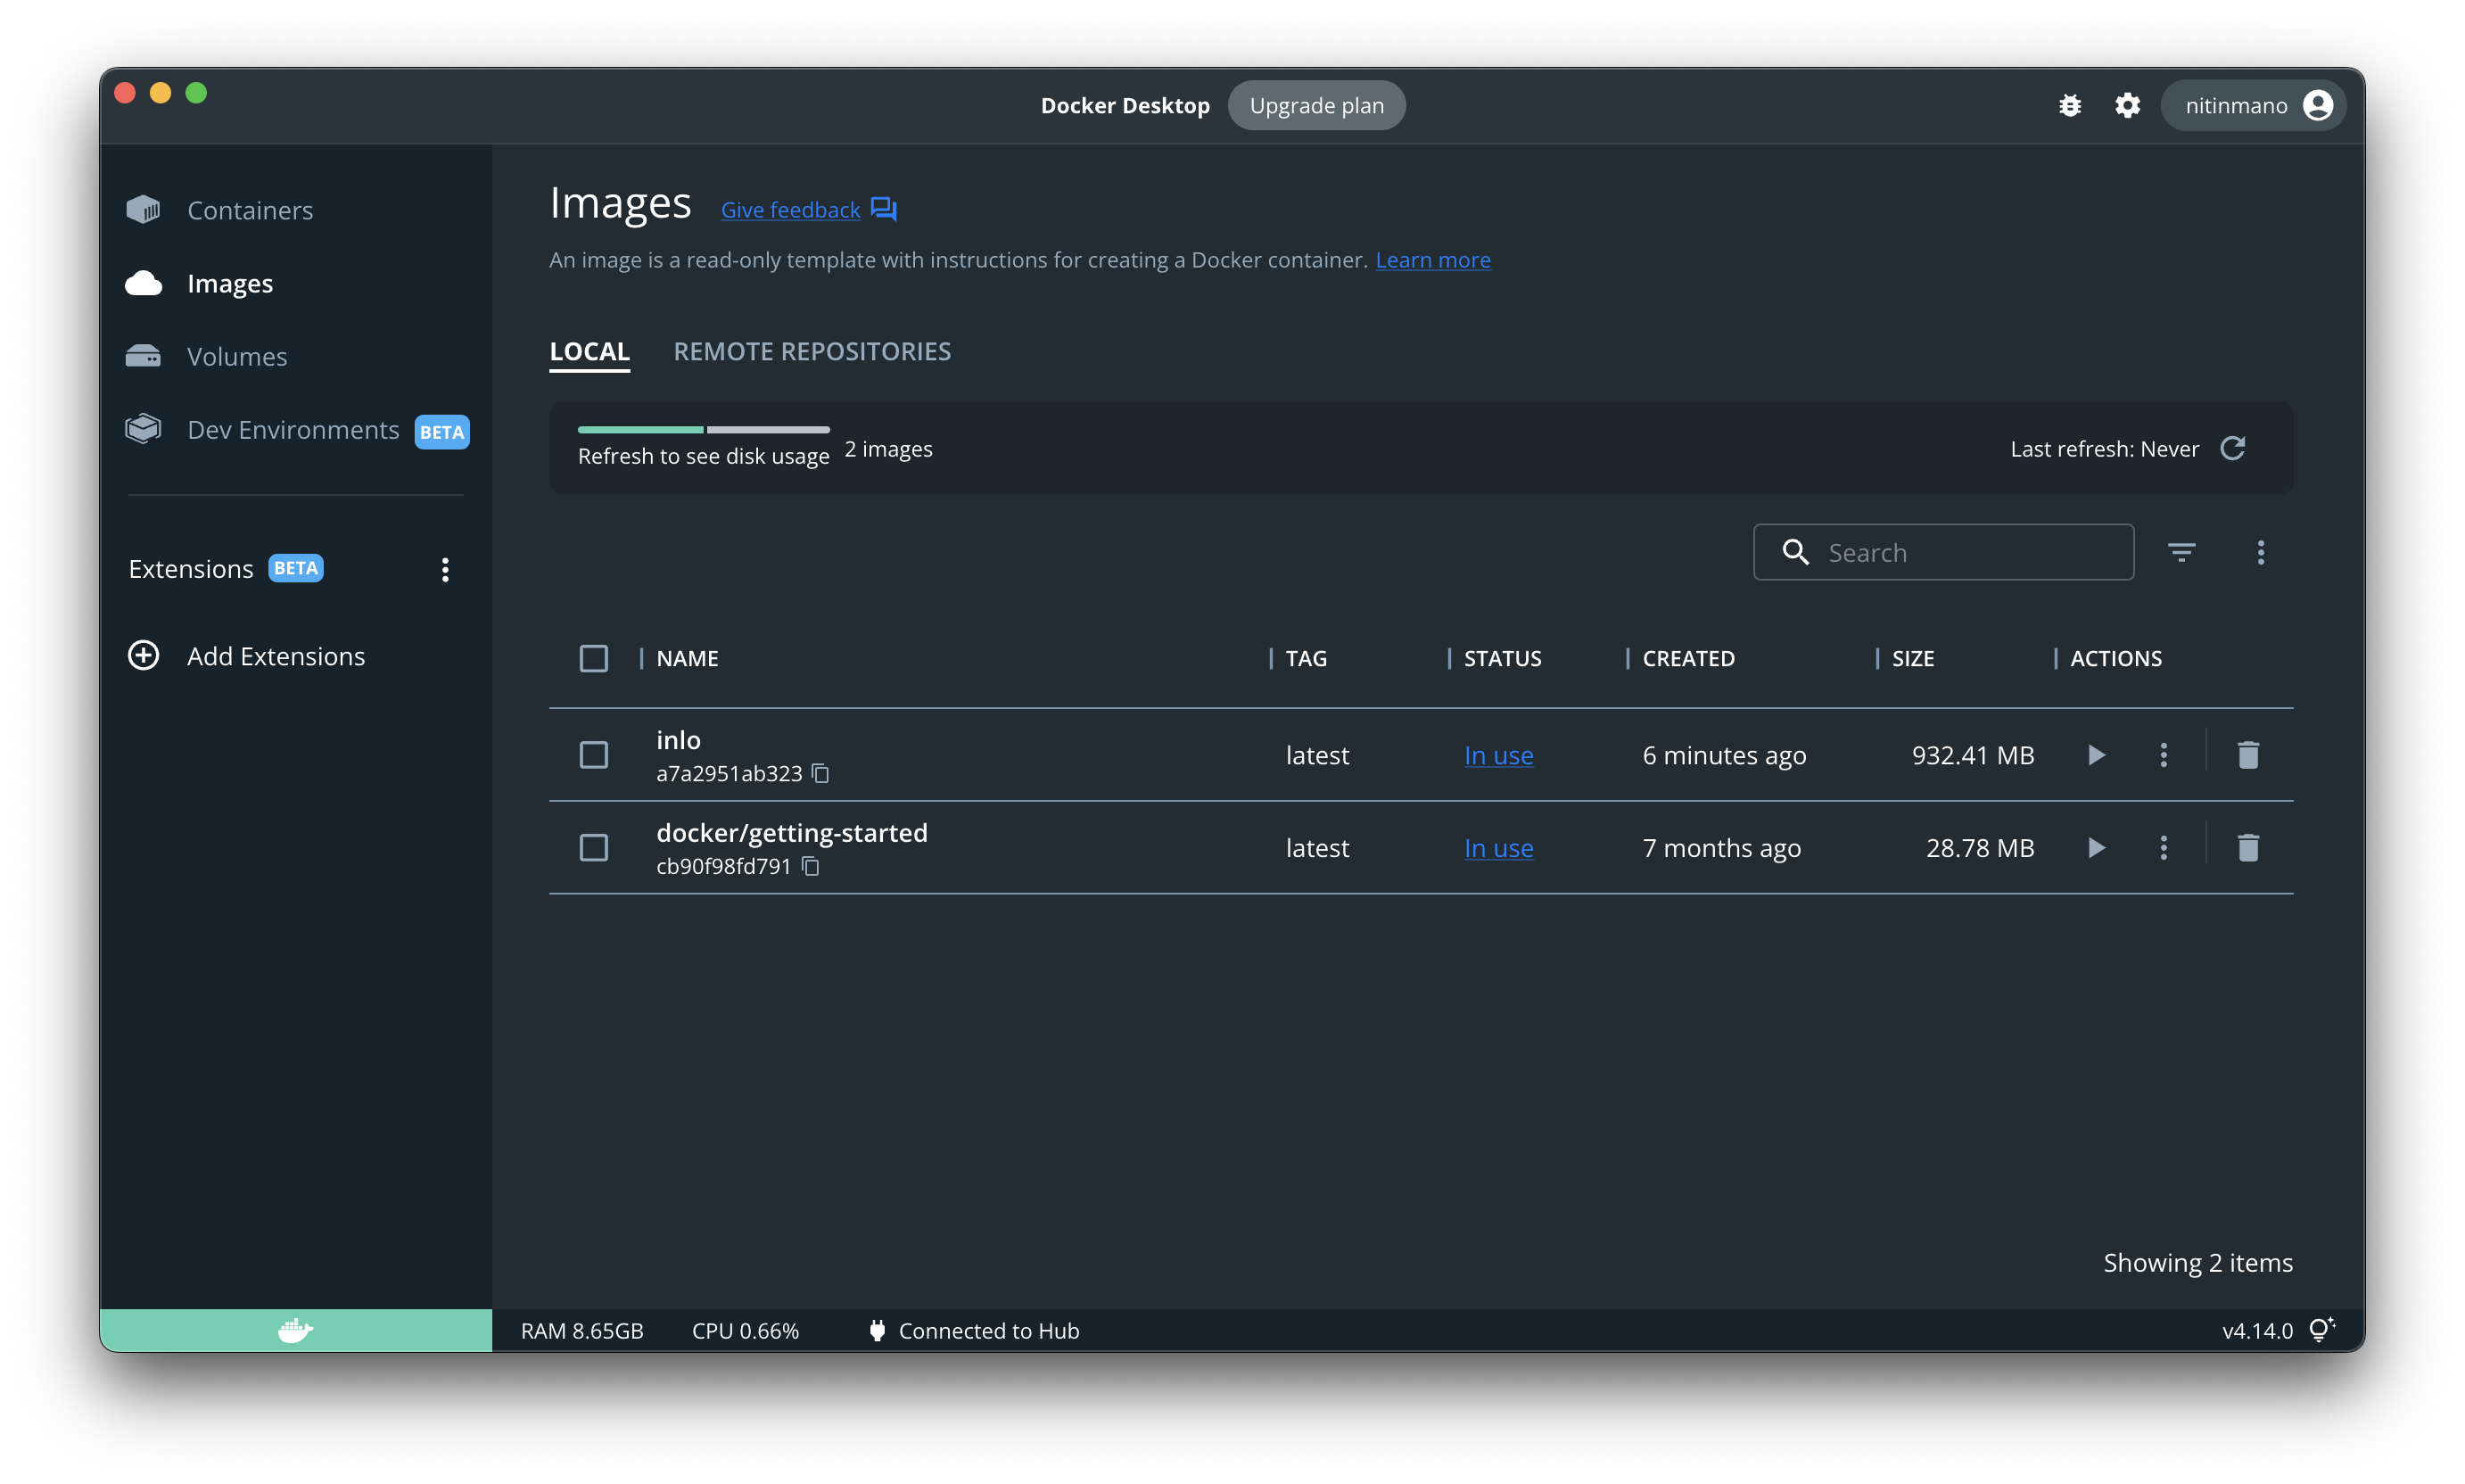 Docker Desktop Upgrade plan nitinmano
Containers
Images
Volumes
Dev Environments BETA
Extensions BETA
Add Extensions
Images Give feedback
An image is a read-only template with instructions for creating a Docker container. Learn more
LOCAL REMOTE REPOSITORIES
Refresh to see disk usage 2 images Last refresh: Never
Search
NAME TAG STATUS CREATED SIZE ACTIONS
inlo
a7a2951ab323 latest In use 6 minutes ago 932.41 MB
docker/getting-started
cb90f98fd791 latest In use 7 months ago 28.78 MB
Showing 2 items
RAM 8.65GB CPU 0.66% Connected to Hub v4.14.0